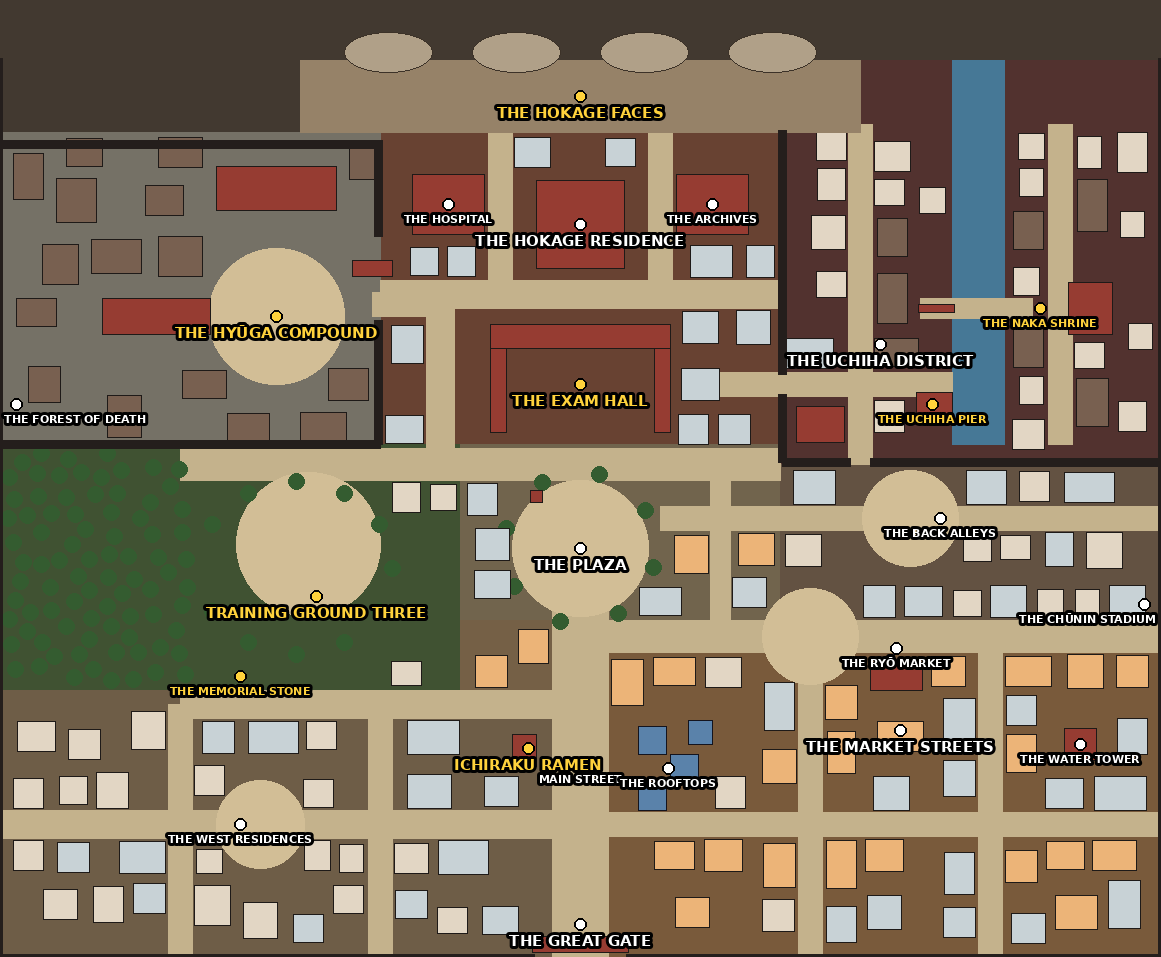 THE HOKAGE FACES
THE HOSPITAL
THE ARCHIVES
THE HOKAGE RESIDENCE
THE NAKA SHRINE
THE HYŪGA COMPOUND
THE UCHIHA DISTRICT
THE EXAM HALL
THE FOREST OF DEATH
THE UCHIHA PIER
THE BACK ALLEYS
THE PLAZA
TRAINING GROUND THREE
THE CHŪNIN STADIUM
THE RYŌ MARKET
THE MEMORIAL STONE
THE MARKET STREETS
THE WATER TOWER
ICHIRAKU RAMEN
MAIN STREET
THE ROOFTOPS
THE WEST RESIDENCES
THE GREAT GATE